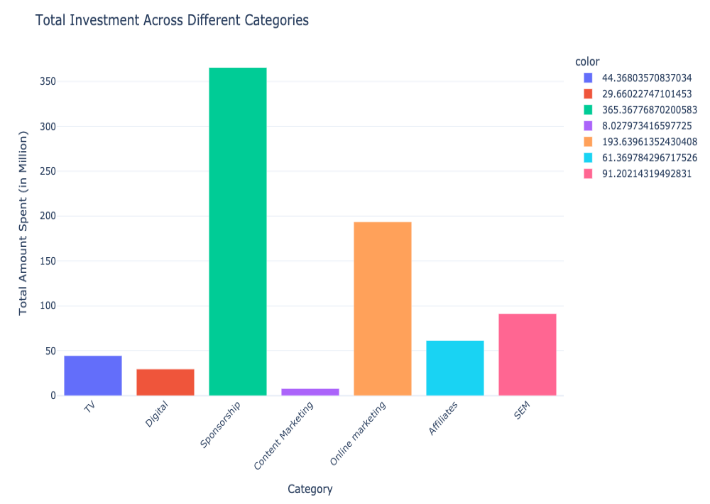 Total Investment Across Different Categories
color
44.36803570837034
29.66022747101453
365.36776870200583
8.027973416597725
193.63961352430408
61.369784296717526
91.20214319492831
Total Amount Spent (in Million)
350
300
250
200
150
100
50
0
TV
Digital
Sponsorship
Content Marketing
Online marketing
Affiliates
SEM
Category